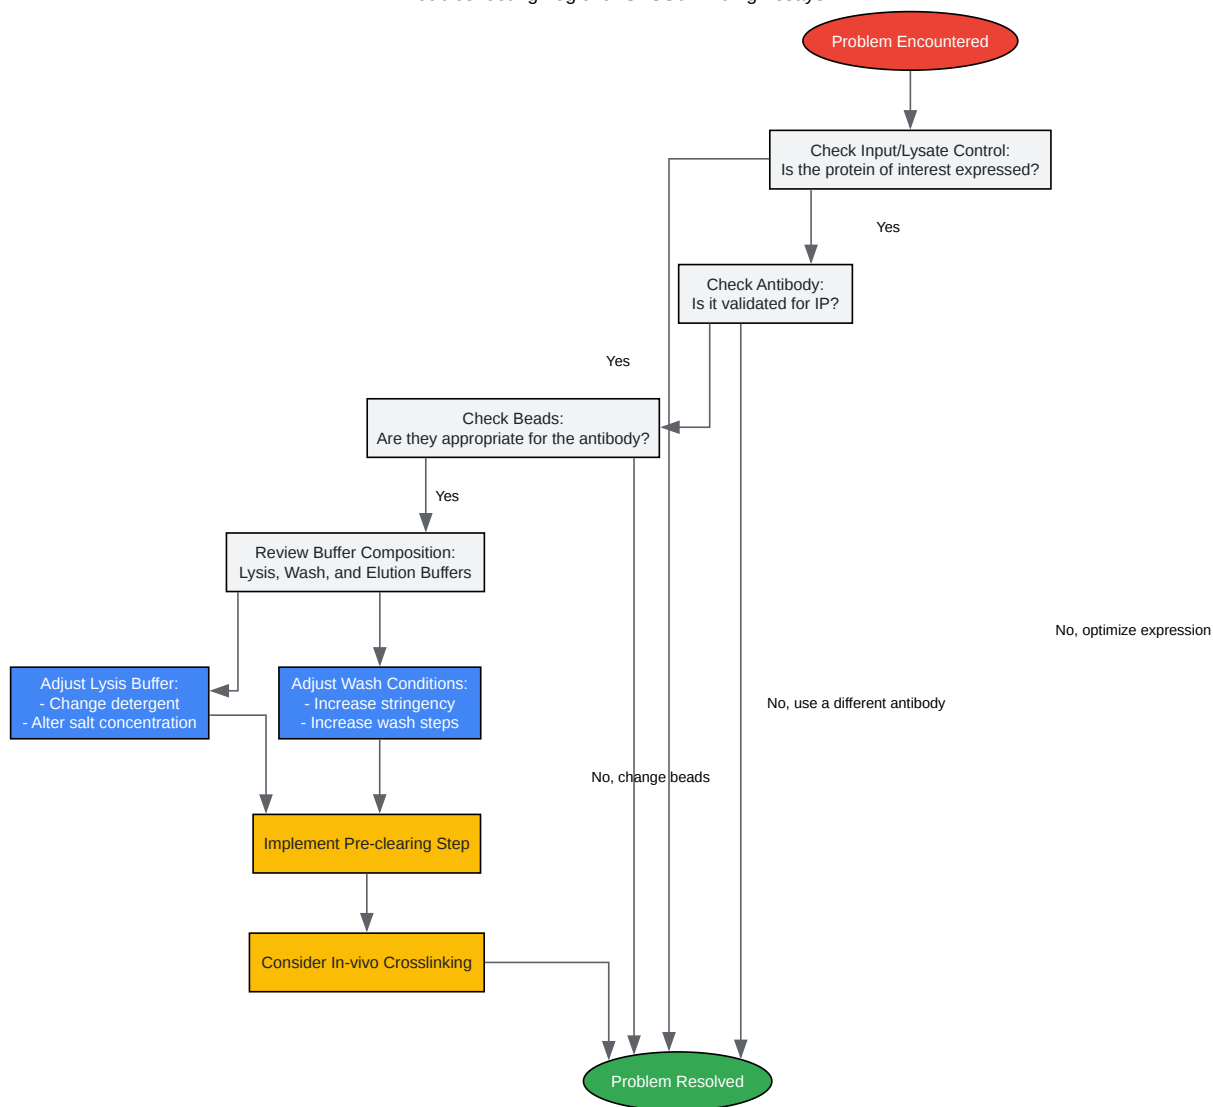 Problem Encountered
Check Input/Lysate Control:
Is the protein of interest expressed?
Yes
Check Antibody:
Is it validated for IP?
Yes
Check Beads:
Are they appropriate for the antibody?
Yes
Review Buffer Composition:
Lysis, Wash, and Elution Buffers
No, optimize expression
Adjust Lysis Buffer:
- Change detergent
- Alter salt concentration
Adjust Wash Conditions:
- Increase stringency
- Increase wash steps
No, use a different antibody
No, change beads
Implement Pre-clearing Step
Consider In-vivo Crosslinking
Problem Resolved